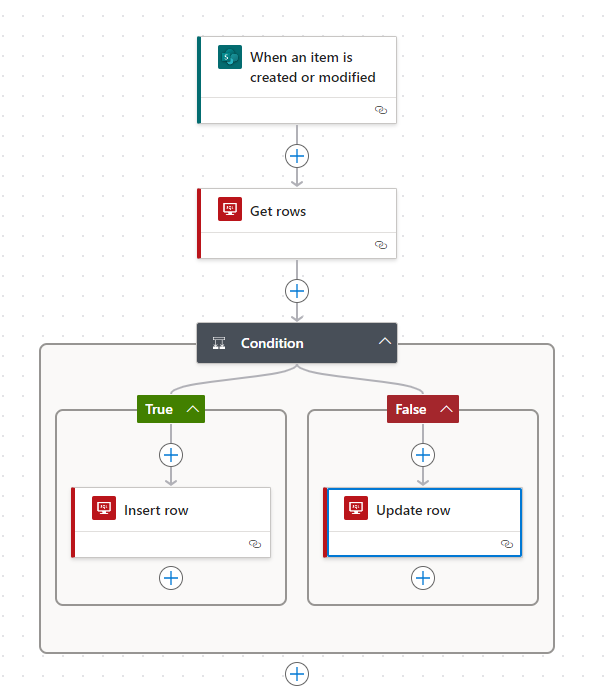 When an item is
created or modified
Get rows
Condition
True
False
Insert row
Update row